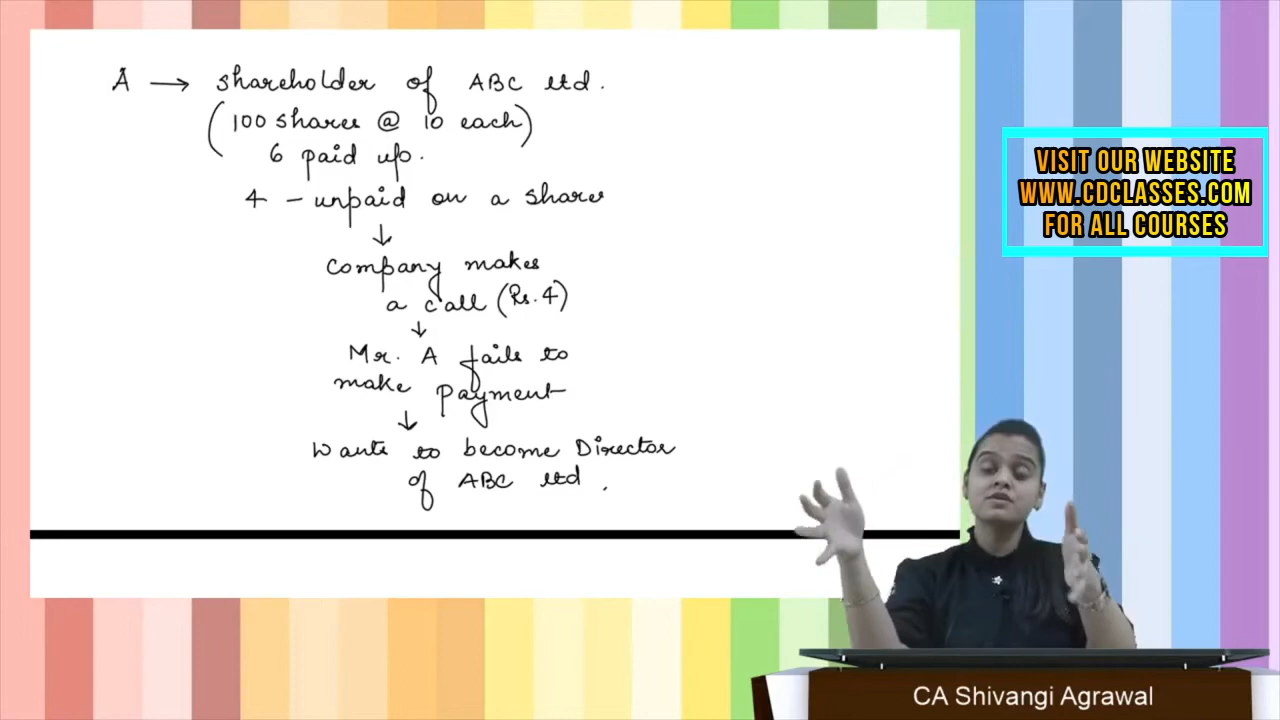 A → shareholder of ABC ltd.
(100 shares @ 10 each)
6 paid up.
4 - unpaid on a share
↓
Company makes
a call (Rs. 4)
↓
Mr. A fails to
make payment
↓
Wants to become Director
of ABC ltd.
VISIT OUR WEBSITE
WWW.CDCLASSES.COM
FOR ALL COURSES
CA Shivangi Agrawal